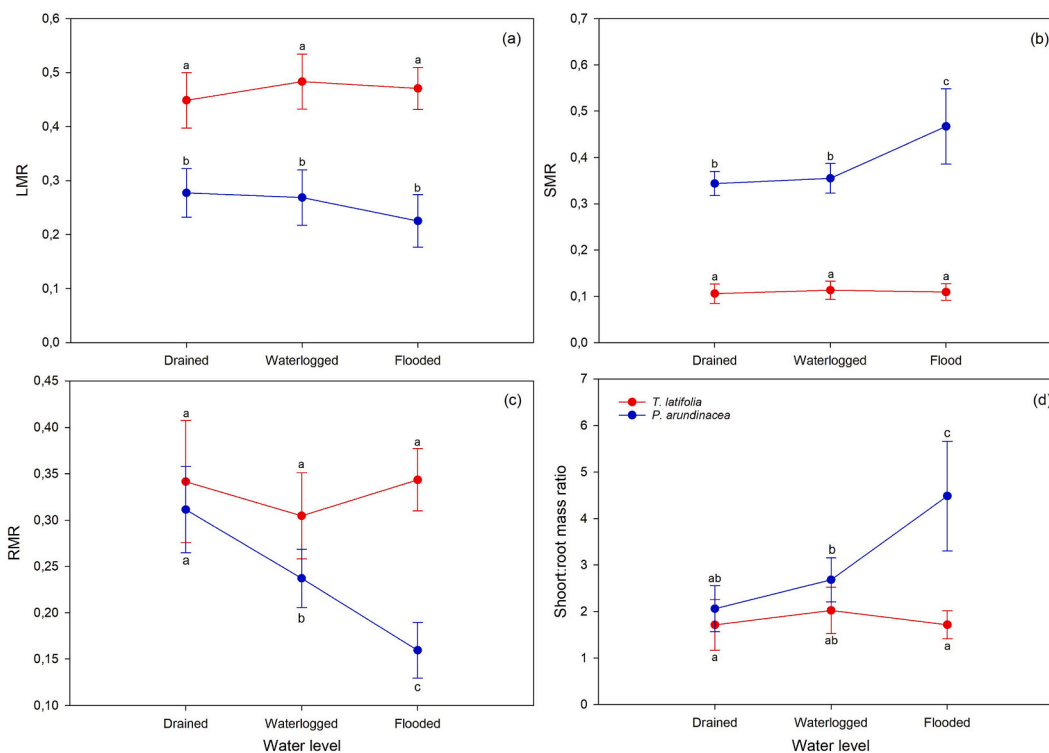 (a)
LMR
0,6
0,5
0,4
0,3
0,2
0,1
0,0
a
a
a
b
b
b
Drained
Waterlogged
Flooded
(b)
SMR
0,7
0,6
0,5
0,4
0,3
0,2
0,1
0,0
b
b
c
a
a
a
Drained
Waterlogged
Flood
(c)
RMR
0,45
0,40
0,35
0,30
0,25
0,20
0,15
0,10
a
a
a
a
b
c
Drained
Waterlogged
Flooded
Water level
(d)
T. latifolia
P. arundinacea
Shoort:root mass ratio
7
6
5
4
3
2
1
0
ab
b
c
a
ab
a
Drained
Waterlogged
Flooded
Water level